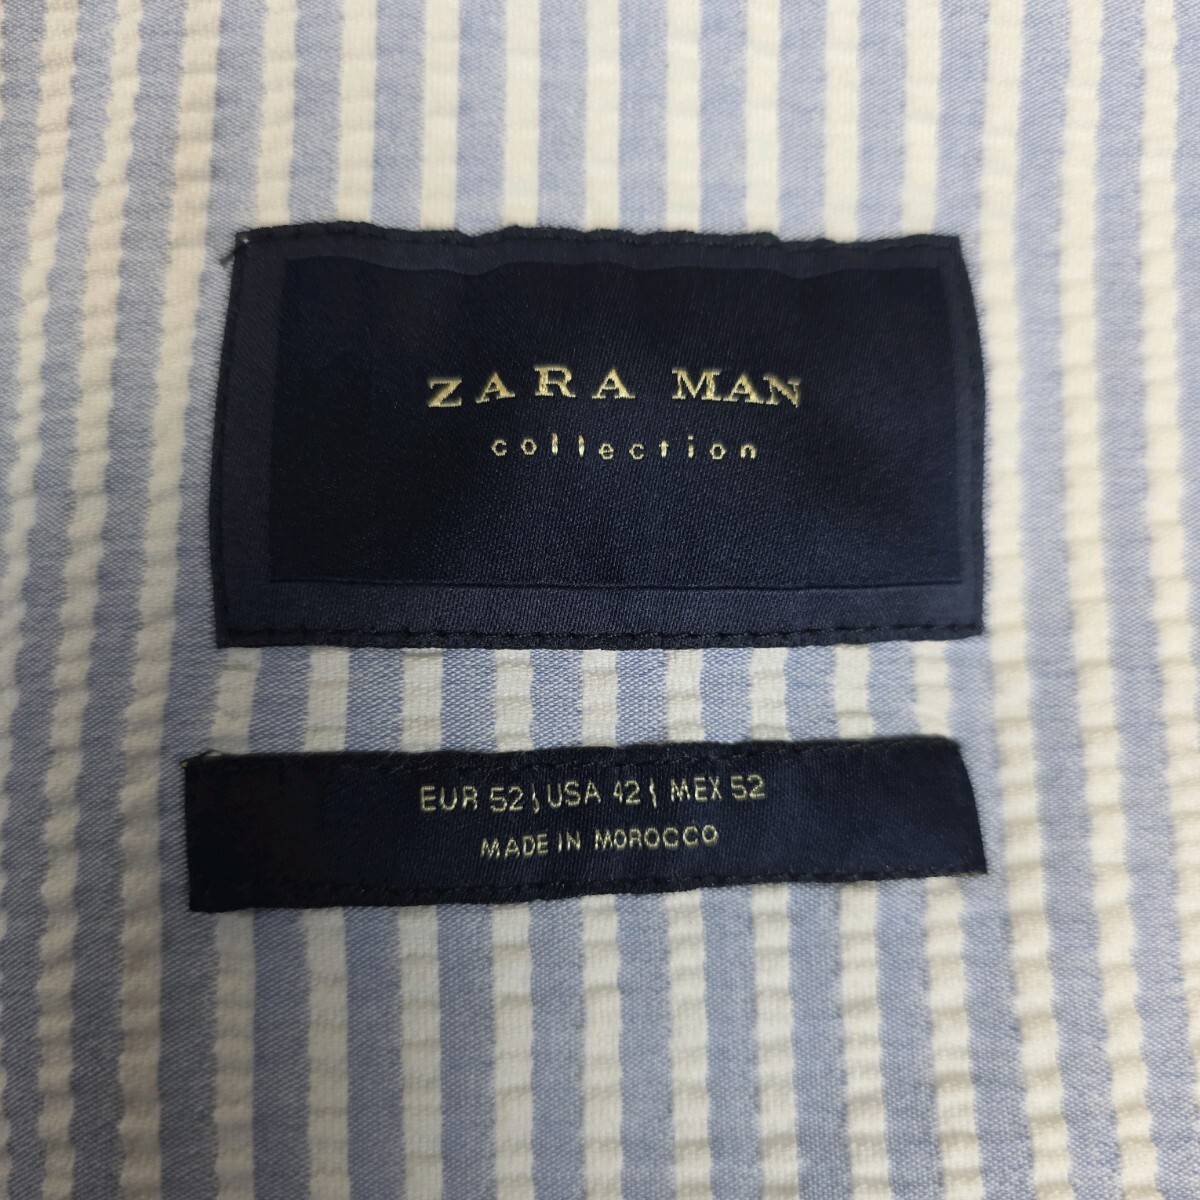 ZARA MAN
collection
EUR 52 } USA 42 { MEX 52
MADE IN MOROCCO